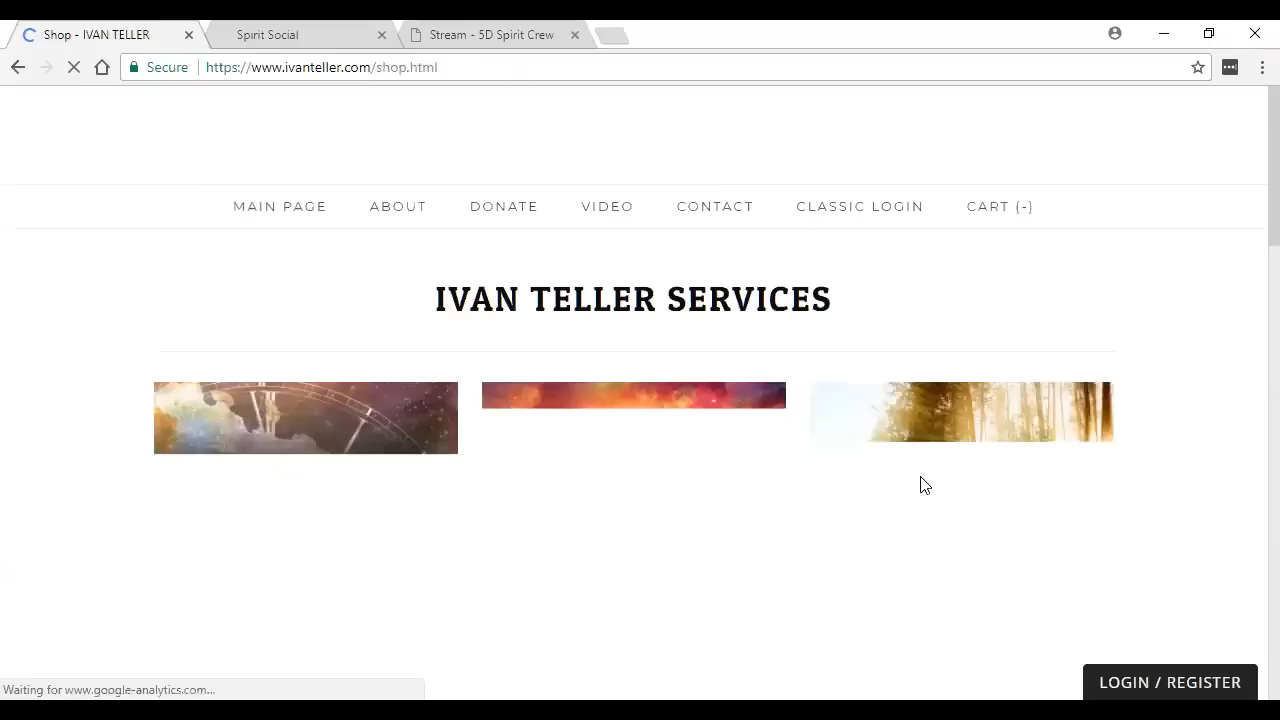 Shop - IVAN TELLER
Spirit Social
Stream - 5D Spirit Crew
Secure
https://www.ivanteller.com/shop.html
MAIN PAGE
ABOUT
DONATE
VIDEO
CONTACT
CLASSIC LOGIN
CART (-)
IVAN TELLER SERVICES
Waiting for www.google-analytics.com...
LOGIN / REGISTER